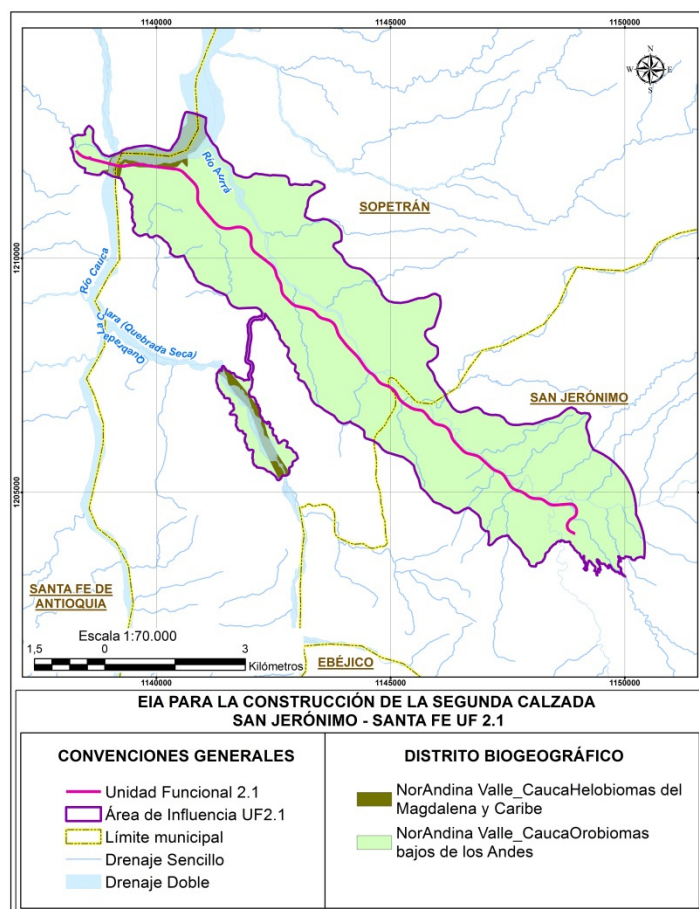 1140000
1145000
1150000
N
W
E
S
Río Aurrá
SOPETRÁN
1210000
Río Cauca
Quebrada La Clara (Quebrada Seca)
SAN JERÓNIMO
1205000
SANTA FE DE
ANTIOQUIA
Escala 1:70.000
1,5
0
3
Kilómetros
EBÉJICO
1140000
1145000
1150000
EIA PARA LA CONSTRUCCIÓN DE LA SEGUNDA CALZADA
SAN JERÓNIMO - SANTA FE UF 2.1
CONVENCIONES GENERALES
Unidad Funcional 2.1
Área de Influencia UF2.1
Límite municipal
Drenaje Sencillo
Drenaje Doble
DISTRITO BIOGEOGRÁFICO
NorAndina Valle_CaucaHelobiomas del
Magdalena y Caribe
NorAndina Valle_CaucaOrobiomas
bajos de los Andes